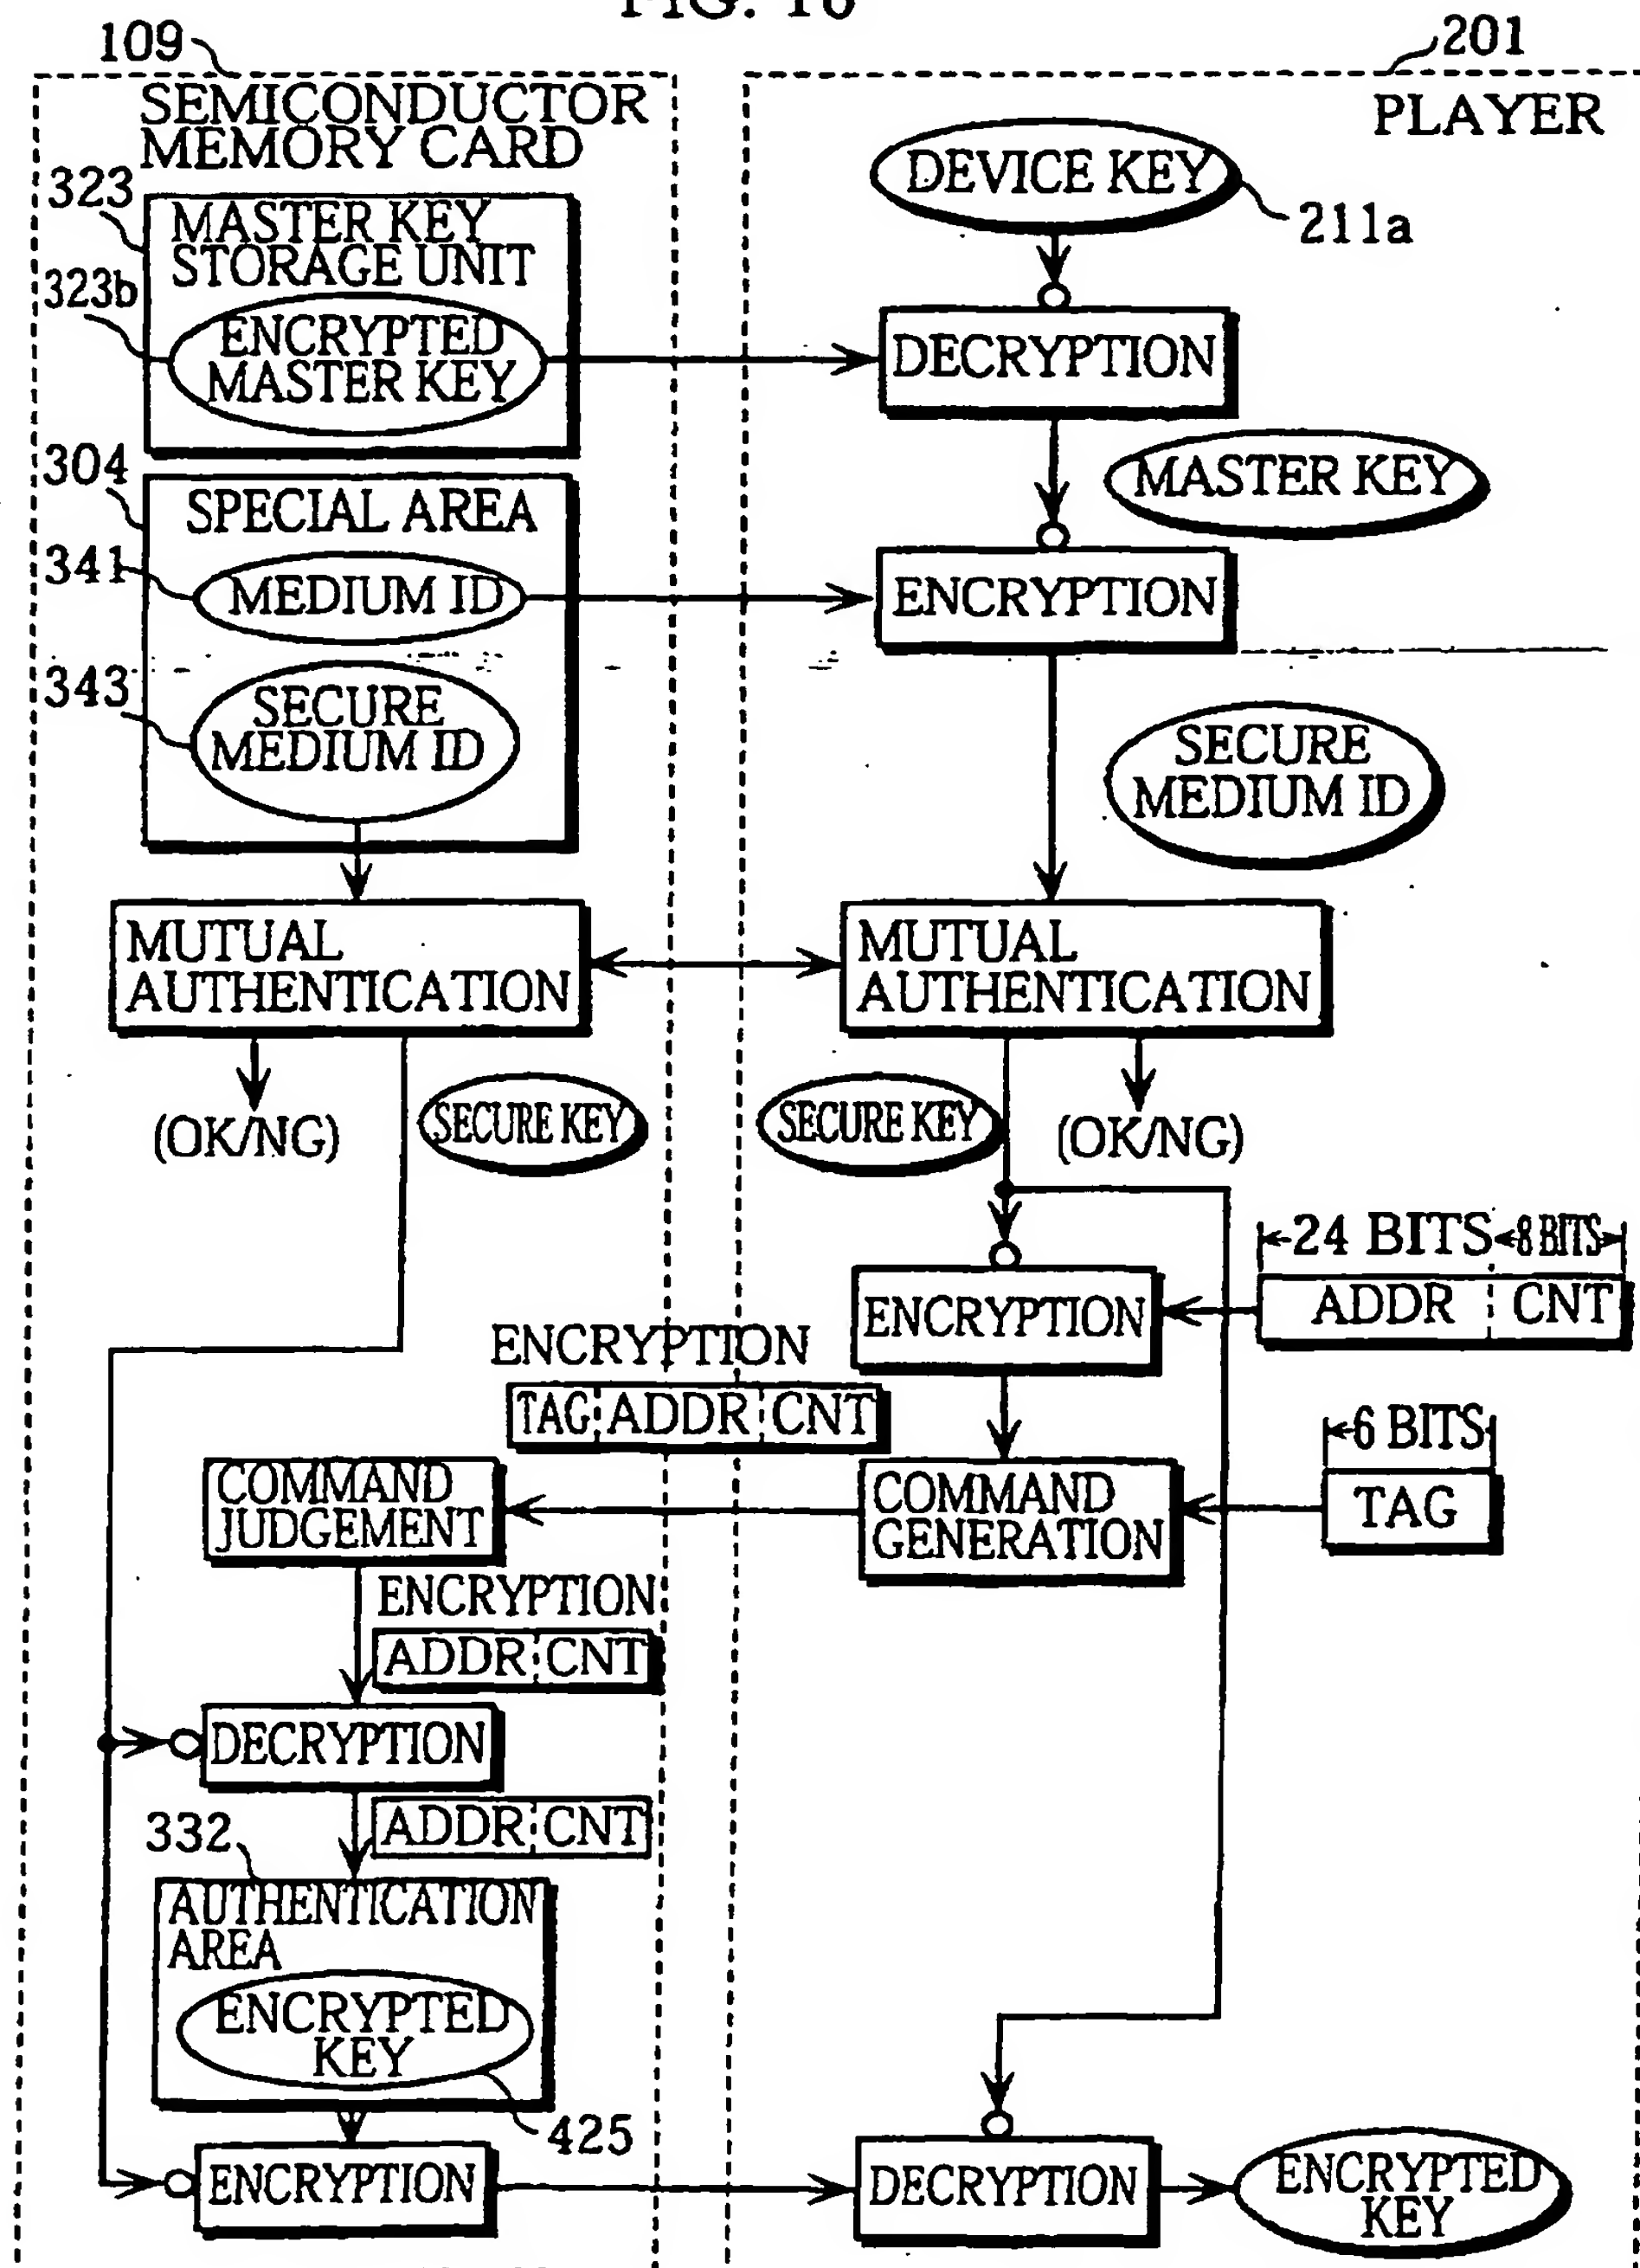 FIG. 16
109
201
SEMICONDUCTOR
MEMORY CARD
PLAYER
323
MASTER KEY
STORAGE UNIT
323b
ENCRYPTED
MASTER KEY
DEVICE KEY
211a
DECRYPTION
MASTER KEY
304
SPECIAL AREA
341
MEDIUM ID
ENCRYPTION
343
SECURE
MEDIUM ID
SECURE
MEDIUM ID
MUTUAL
AUTHENTICATION
MUTUAL
AUTHENTICATION
(OK/NG)
SECURE KEY
SECURE KEY
(OK/NG)
24 BITS
8 BITS
ENCRYPTION
ADDR CNT
ENCRYPTION
TAG ADDR CNT
6 BITS
COMMAND
JUDGEMENT
COMMAND
GENERATION
TAG
ENCRYPTION
ADDR CNT
DECRYPTION
ADDR CNT
332
AUTHENTICATION
AREA
ENCRYPTED
KEY
425
ENCRYPTION
DECRYPTION
ENCRYPTED
KEY